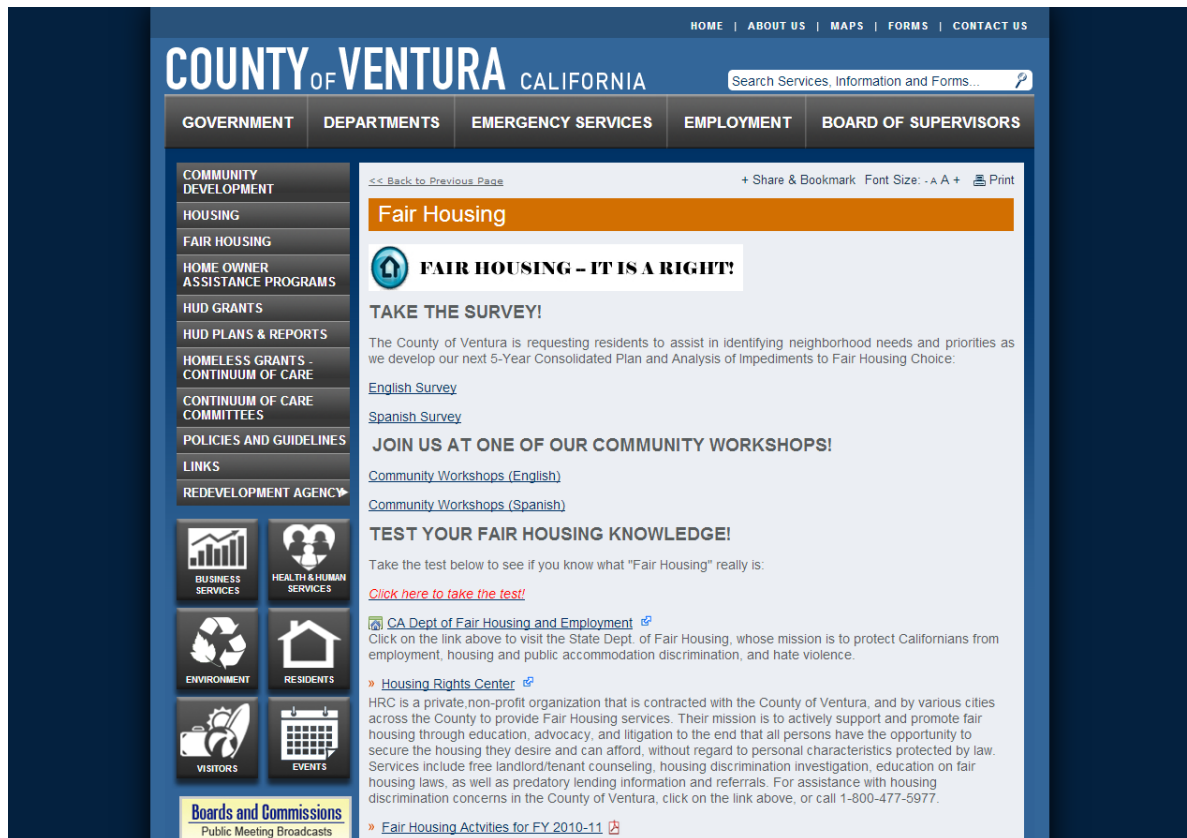 HOME | ABOUT US | MAPS | FORMS | CONTACT US
COUNTY OF VENTURA CALIFORNIA
Search Services, Information and Forms...
GOVERNMENT DEPARTMENTS EMERGENCY SERVICES EMPLOYMENT BOARD OF SUPERVISORS
COMMUNITY
DEVELOPMENT
HOUSING
FAIR HOUSING
HOME OWNER
ASSISTANCE PROGRAMS
HUD GRANTS
HUD PLANS & REPORTS
HOMELESS GRANTS -
CONTINUUM OF CARE
CONTINUUM OF CARE
COMMITTEES
POLICIES AND GUIDELINES
LINKS
REDEVELOPMENT AGENCY
BUSINESS
SERVICES
HEALTH & HUMAN
SERVICES
ENVIRONMENT
RESIDENTS
VISITORS
EVENTS
Boards and Commissions
Public Meeting Broadcasts
<< Back to Previous Page
+ Share & Bookmark Font Size: - A A + Print
Fair Housing
FAIR HOUSING – IT IS A RIGHT!
TAKE THE SURVEY!
The County of Ventura is requesting residents to assist in identifying neighborhood needs and priorities as
we develop our next 5-Year Consolidated Plan and Analysis of Impediments to Fair Housing Choice:
English Survey
Spanish Survey
JOIN US AT ONE OF OUR COMMUNITY WORKSHOPS!
Community Workshops (English)
Community Workshops (Spanish)
TEST YOUR FAIR HOUSING KNOWLEDGE!
Take the test below to see if you know what "Fair Housing" really is:
Click here to take the test!
CA Dept of Fair Housing and Employment
Click on the link above to visit the State Dept. of Fair Housing, whose mission is to protect Californians from
employment, housing and public accommodation discrimination, and hate violence.
» Housing Rights Center
HRC is a private,non-profit organization that is contracted with the County of Ventura, and by various cities
across the County to provide Fair Housing services. Their mission is to actively support and promote fair
housing through education, advocacy, and litigation to the end that all persons have the opportunity to
secure the housing they desire and can afford, without regard to personal characteristics protected by law.
Services include free landlord/tenant counseling, housing discrimination investigation, education on fair
housing laws, as well as predatory lending information and referrals. For assistance with housing
discrimination concerns in the County of Ventura, click on the link above, or call 1-800-477-5977.
» Fair Housing Actvities for FY 2010-11